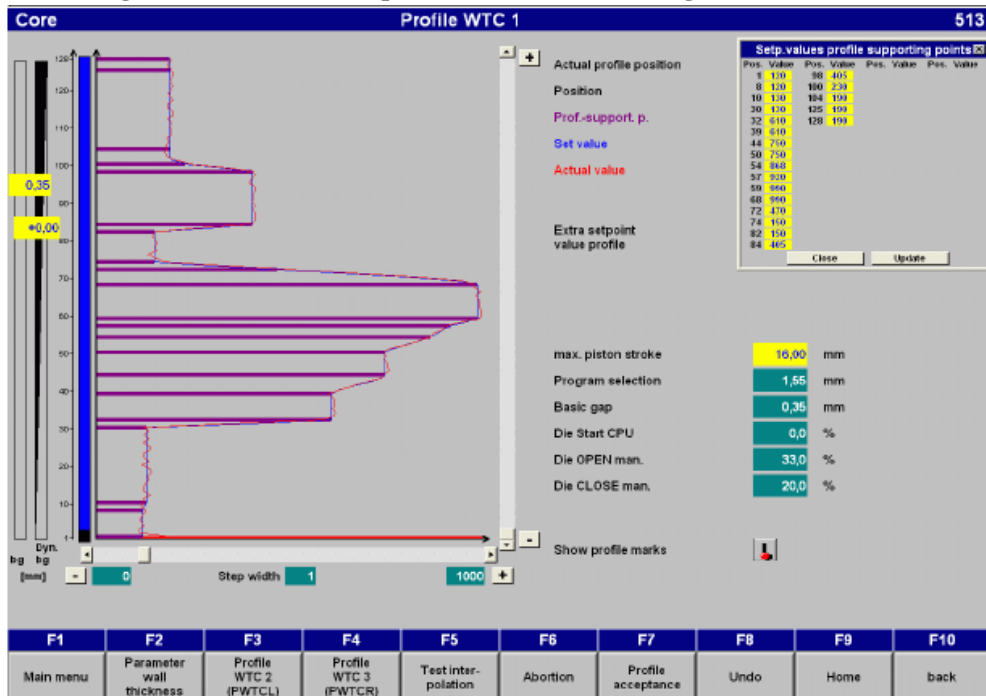 Core Profile WTC 1 513
Setp.values profile supporting points
Pos. Value Pos. Value Pos. Value Pos. Value
1 120 98 405
8 120 100 230
10 130 104 190
30 130 125 190
32 610 128 190
39 610
44 750
50 750
54 868
57 920
59 990
68 990
72 470
74 150
82 150
84 405
Close Update
Actual profile position
Position
Prof.-support. p.
Set value
Actual value
Extra setpoint
value profile
128
120
110
100
90
80
70
60
50
40
30
20
10
1
0,35
+0,00
max. piston stroke 16,00 mm
Program selection 1,55 mm
Basic gap 0,35 mm
Die Start CPU 0,0 %
Die OPEN man. 33,0 %
Die CLOSE man. 20,0 %
Show profile marks
+
-
bg Dyn. bg
[mm] - 0 Step width 1 1000 +
F1 F2 F3 F4 F5 F6 F7 F8 F9 F10
Main menu
Parameter
wall
thickness
Profile
WTC 2
(PWTCL)
Profile
WTC 3
(PWTCR)
Test inter-
polation
Abortion
Profile
acceptance
Undo
Home
back